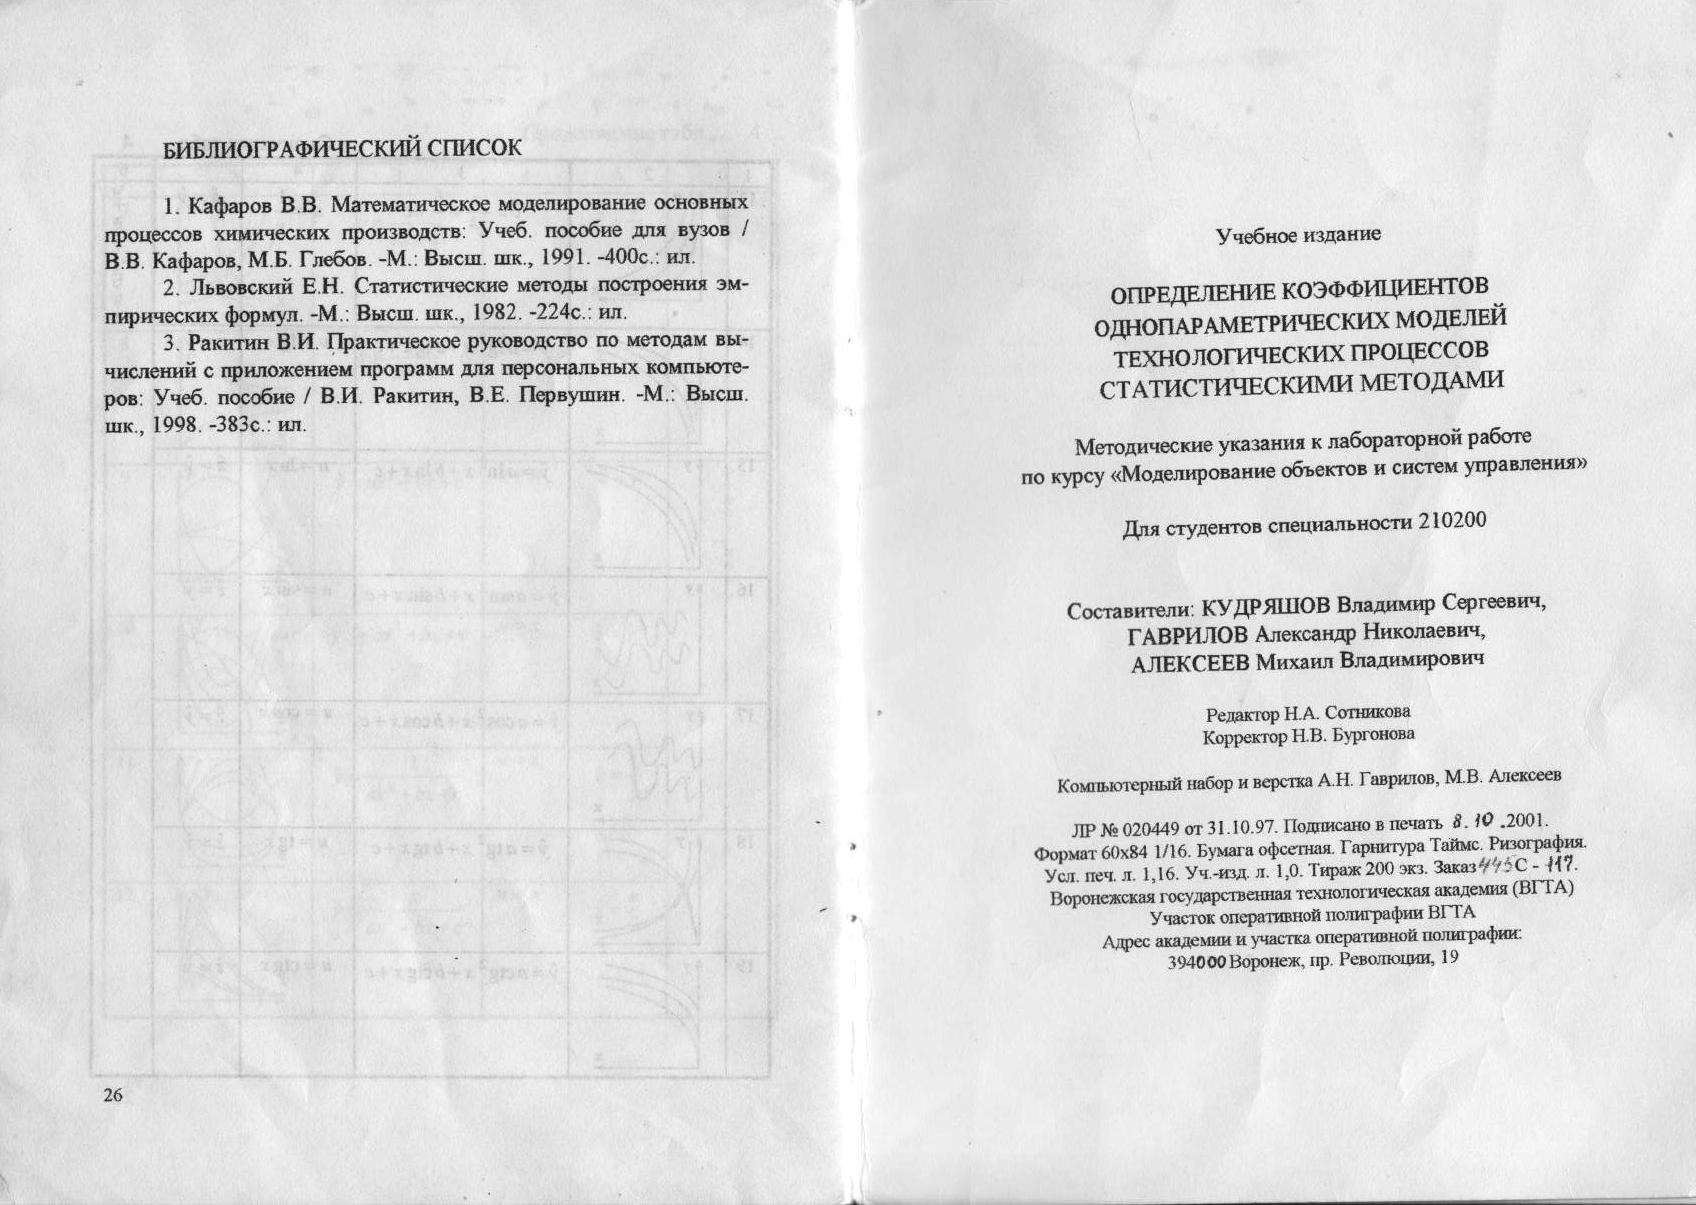 БИБЛИОГРАФИЧЕСКИЙ СПИСОК
1. Кафаров В.В. Математическое моделирование основных
процессов химических производств: Учеб. пособие для вузов /
В.В. Кафаров, М.Б. Глебов. -М.: Высш. шк., 1991. -400с.: ил.
2. Львовский Е.Н. Статистические методы построения эм-
пирических формул. -М.: Высш. шк., 1982. -224с.: ил.
3. Ракитин В.И. Практическое руководство по методам вы-
числений с приложением программ для персональных компьюте-
ров: Учеб. пособие / В.И. Ракитин, В.Е. Первушин. -М.: Высш.
шк., 1998. -383с.: ил.
26
Учебное издание
ОПРЕДЕЛЕНИЕ КОЭФФИЦИЕНТОВ
ОДНОПАРАМЕТРИЧЕСКИХ МОДЕЛЕЙ
ТЕХНОЛОГИЧЕСКИХ ПРОЦЕССОВ
СТАТИСТИЧЕСКИМИ МЕТОДАМИ
Методические указания к лабораторной работе
по курсу «Моделирование объектов и систем управления»
Для студентов специальности 210200
Составители: КУДРЯШОВ Владимир Сергеевич,
ГАВРИЛОВ Александр Николаевич,
АЛЕКСЕЕВ Михаил Владимирович
Редактор Н.А. Сотникова
Корректор Н.В. Бургонова
Компьютерный набор и верстка А.Н. Гаврилов, М.В. Алексеев
ЛР № 020449 от 31.10.97. Подписано в печать 8.10.2001.
Формат 60х84 1/16. Бумага офсетная. Гарнитура Таймс. Ризография.
Усл. печ. л. 1,16. Уч.-изд. л. 1,0. Тираж 200 экз. Заказ С - 117.
Воронежская государственная технологическая академия (ВГТА)
Участок оперативной полиграфии ВГТА
Адрес академии и участка оперативной полиграфии:
394000 Воронеж, пр. Революции, 19